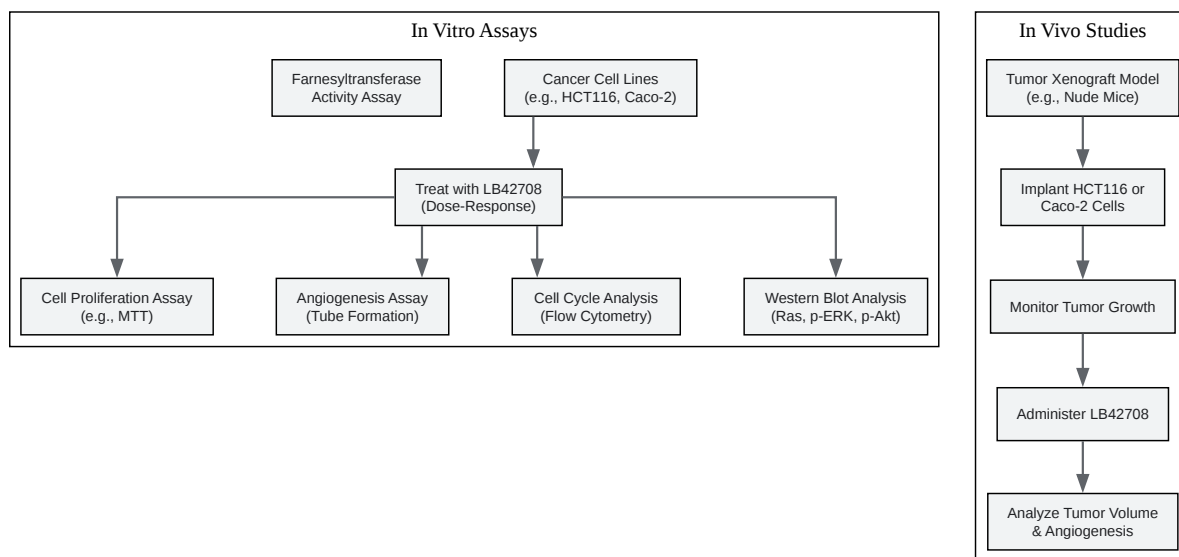 In Vitro Assays
Farnesyltransferase
Activity Assay
Cancer Cell Lines
(e.g., HCT116, Caco-2)
Treat with LB42708
(Dose-Response)
Cell Proliferation Assay
(e.g., MTT)
Angiogenesis Assay
(Tube Formation)
Cell Cycle Analysis
(Flow Cytometry)
Western Blot Analysis
(Ras, p-ERK, p-Akt)
In Vivo Studies
Tumor Xenograft Model
(e.g., Nude Mice)
Implant HCT116 or
Caco-2 Cells
Monitor Tumor Growth
Administer LB42708
Analyze Tumor Volume
& Angiogenesis